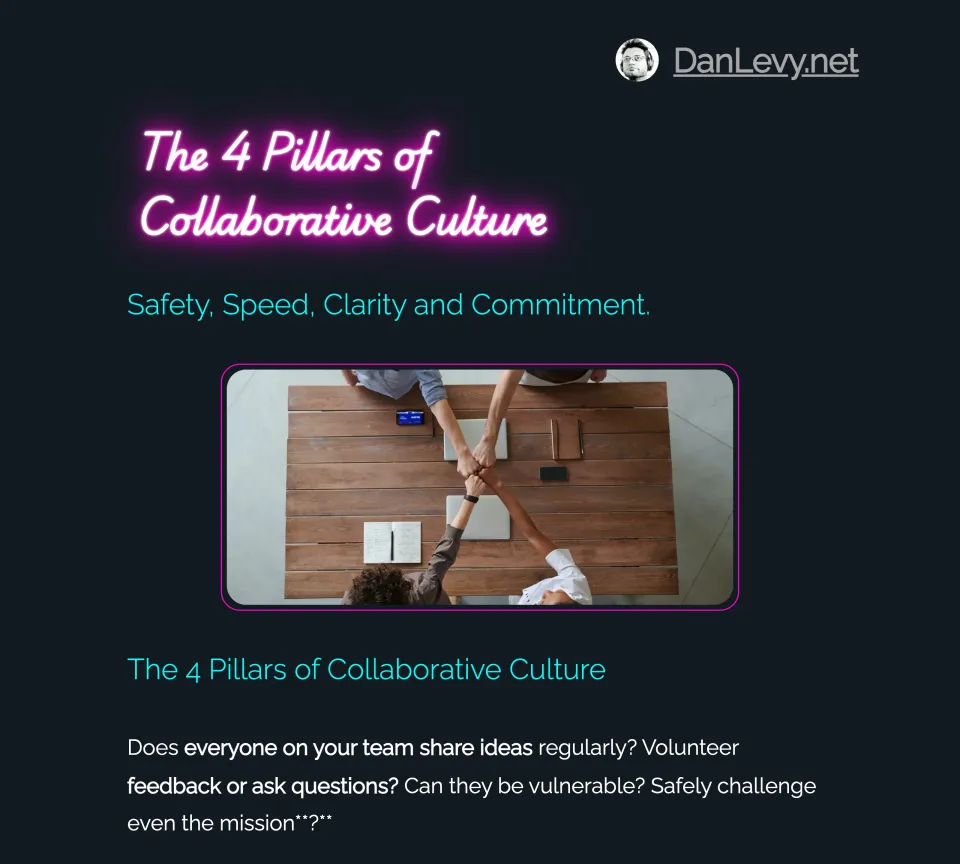 DanLevy.net
The 4 Pillars of
Collaborative Culture
Safety, Speed, Clarity and Commitment.
The 4 Pillars of Collaborative Culture
Does everyone on your team share ideas regularly? Volunteer
feedback or ask questions? Can they be vulnerable? Safely challenge
even the mission**?**